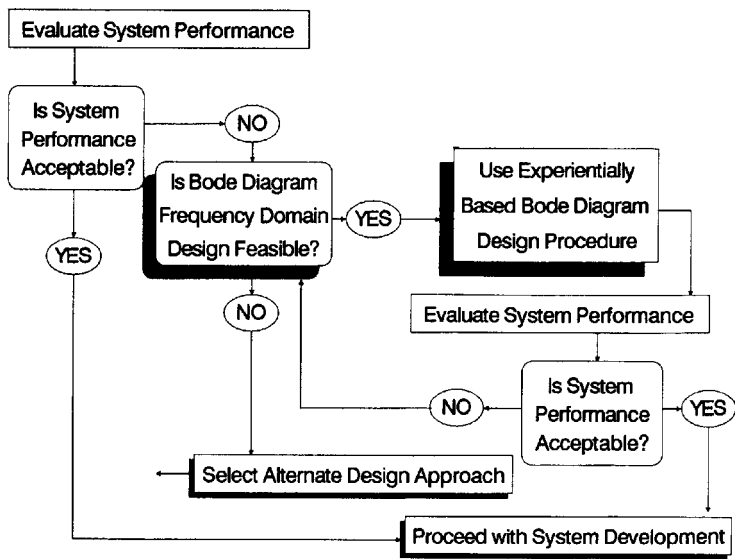 Evaluate System Performance
Is System
Performance
Acceptable?
NO
Is Bode Diagram
Frequency Domain
Design Feasible?
YES
Use Experientially
Based Bode Diagram
Design Procedure
YES
NO
Evaluate System Performance
Is System
Performance
Acceptable?
NO
YES
Select Alternate Design Approach
Proceed with System Development